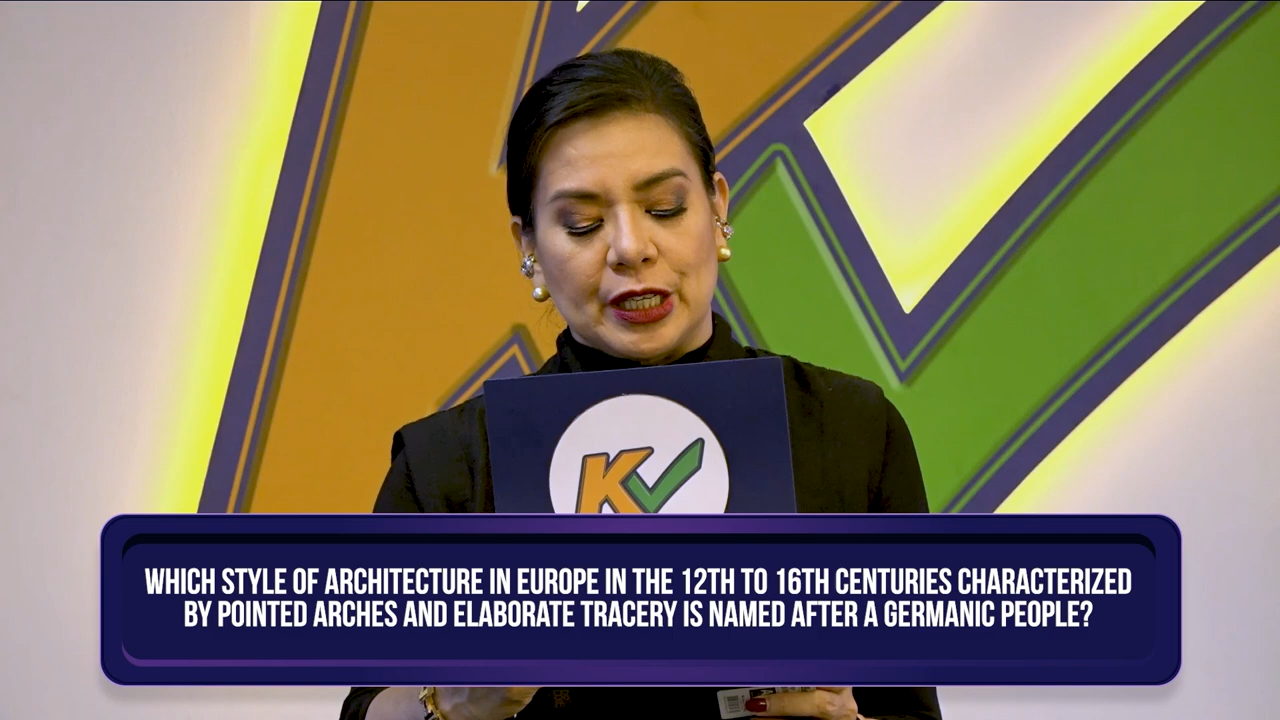 K
WHICH STYLE OF ARCHITECTURE IN EUROPE IN THE 12TH TO 16TH CENTURIES CHARACTERIZED
BY POINTED ARCHES AND ELABORATE TRACERY IS NAMED AFTER A GERMANIC PEOPLE?